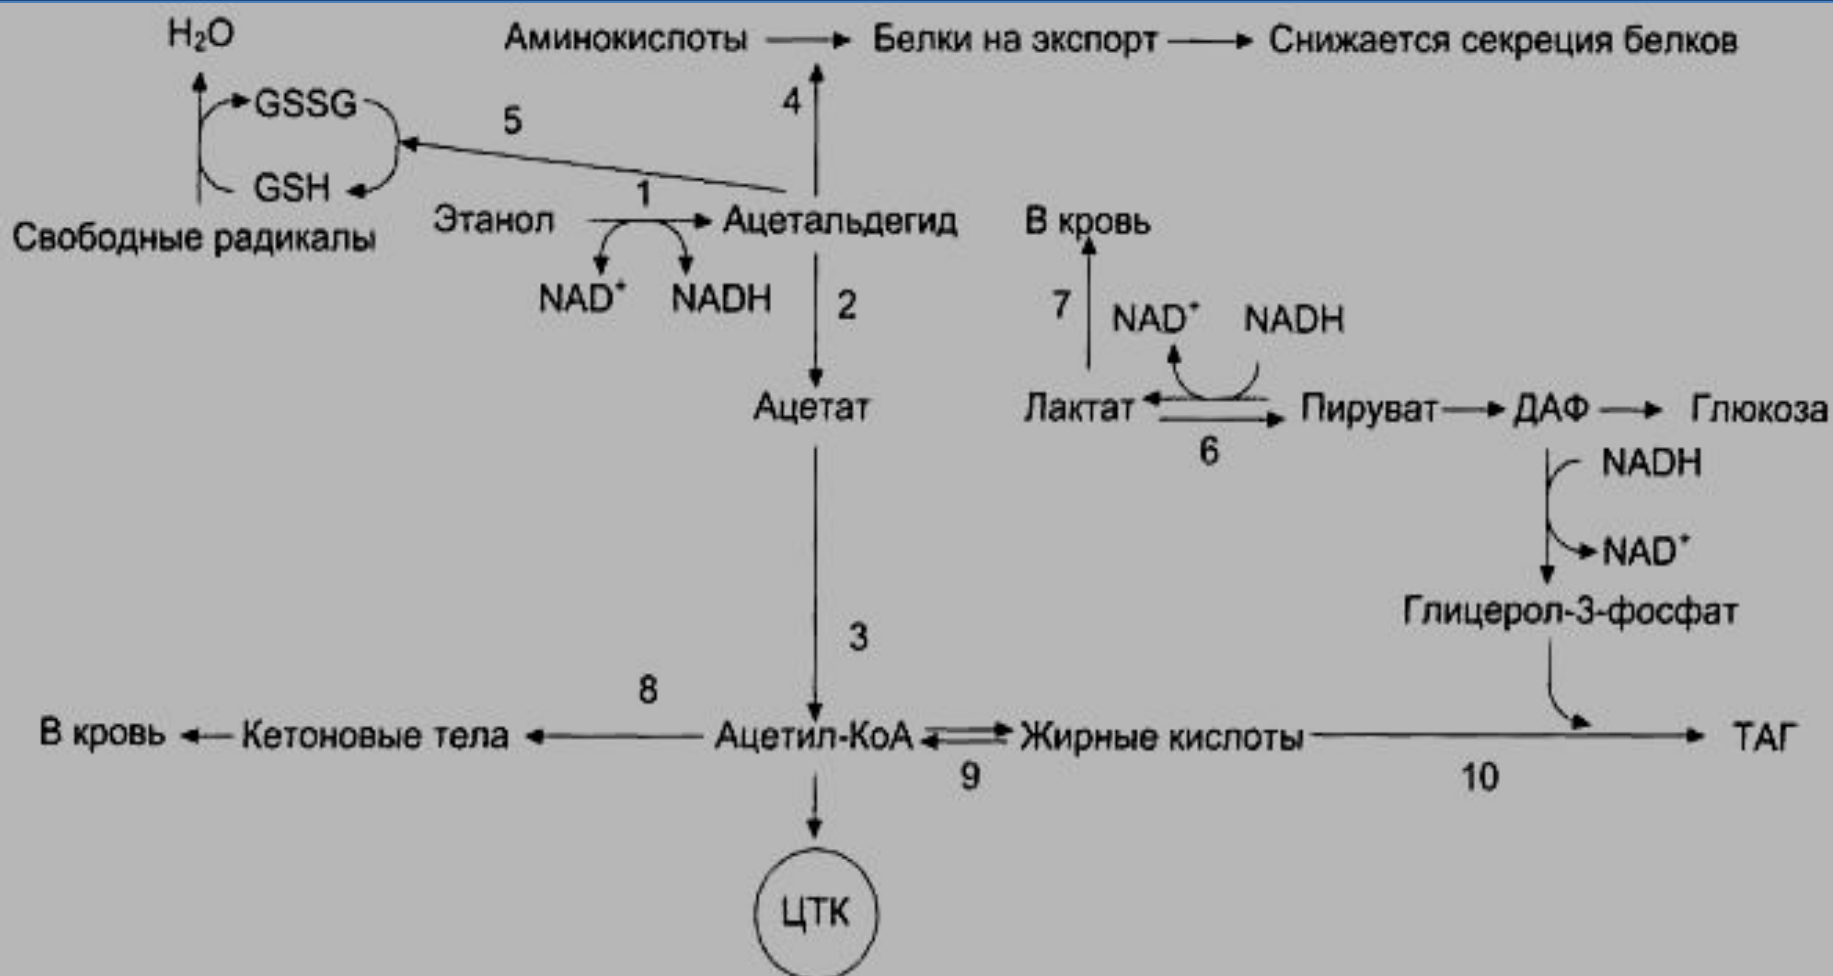 H₂O
Аминокислоты
Белки на экспорт
Снижается секреция белков
GSSG
5
4
GSH
1
Свободные радикалы
Этанол
Ацетальдегид
В кровь
NAD⁺
NADH
2
7
NAD⁺
NADH
Ацетат
Лактат
Пируват
ДАФ
Глюкоза
6
NADH
NAD⁺
Глицерол-3-фосфат
3
8
В кровь
Кетоновые тела
Ацетил-КоА
Жирные кислоты
ТАГ
9
10
ЦТК